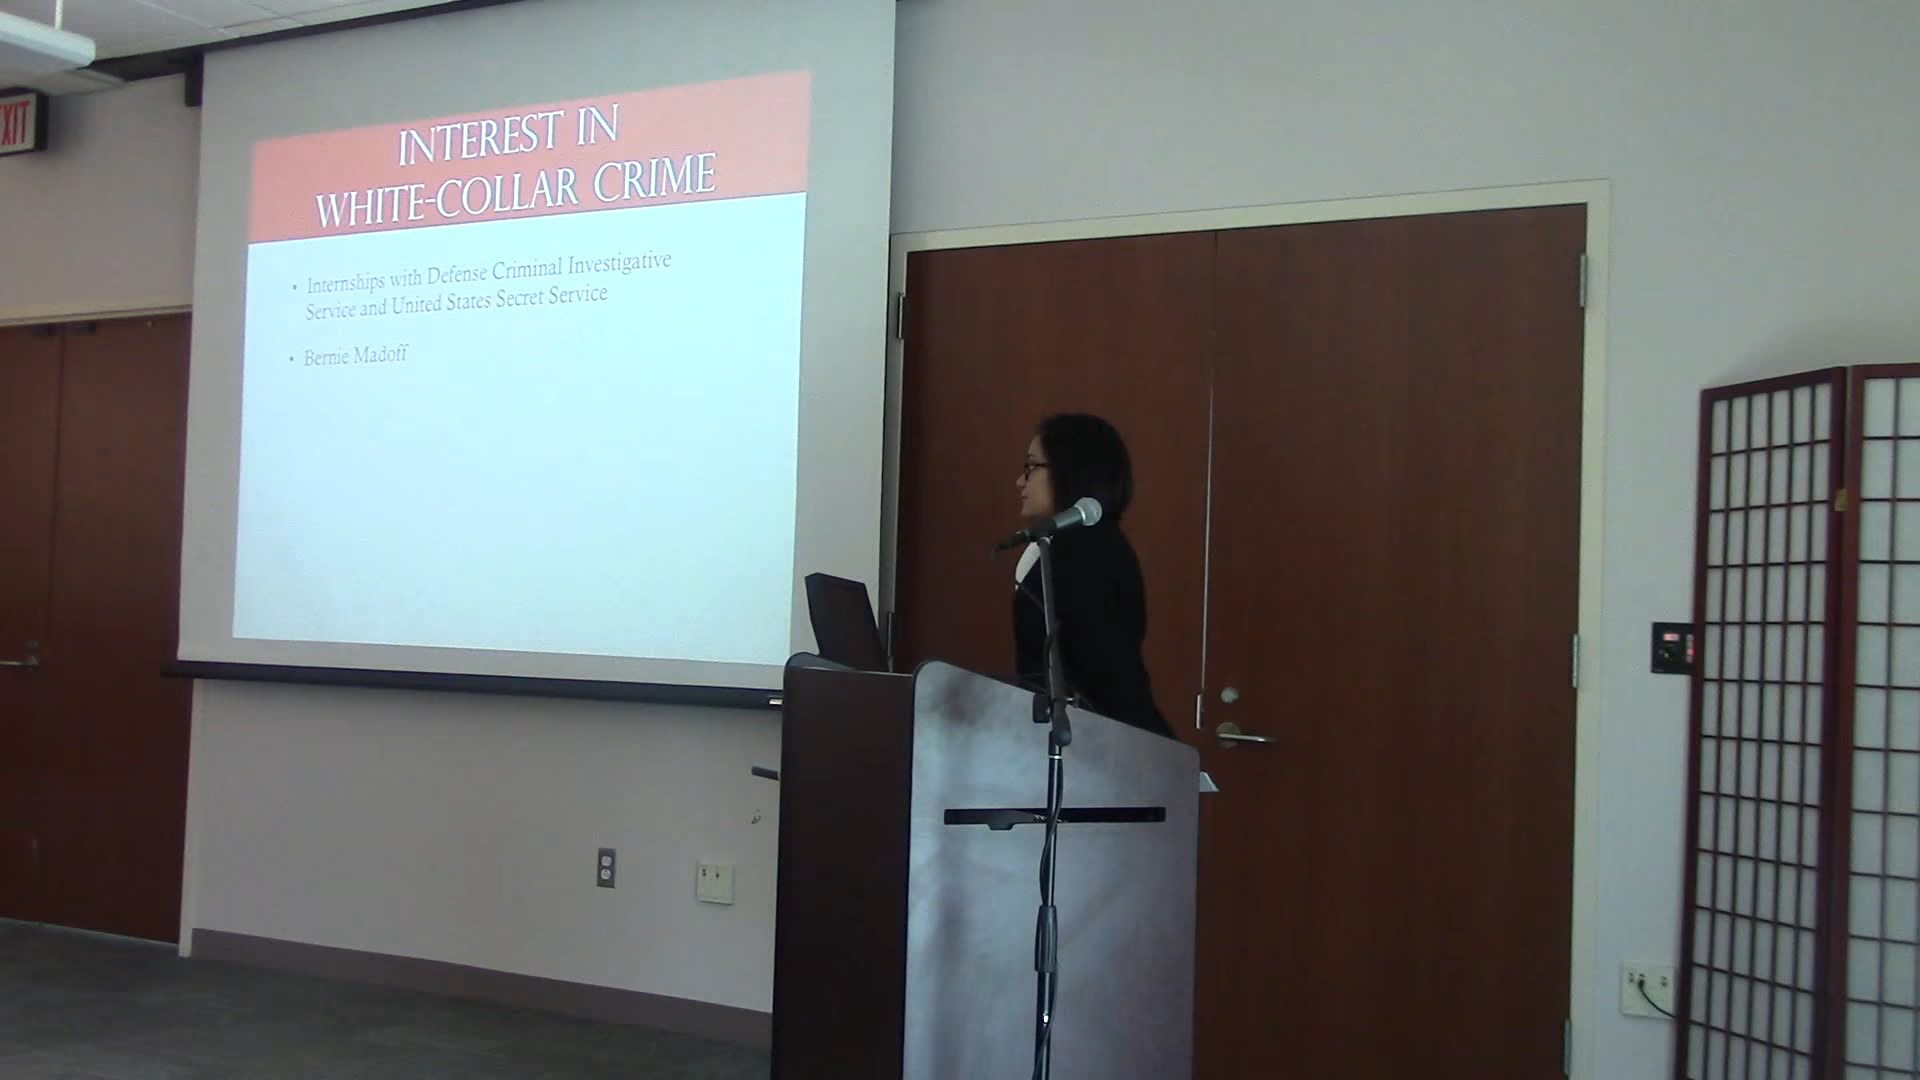 EXIT
INTEREST IN
WHITE-COLLAR CRIME
• Internships with Defense Criminal Investigative
Service and United States Secret Service
• Bernie Madoff